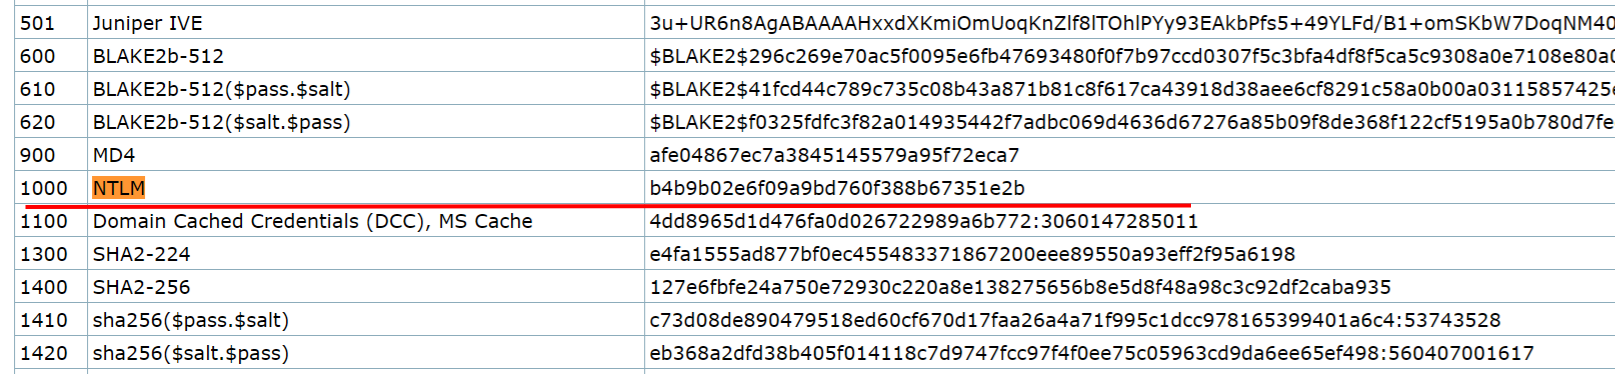 501 Juniper IVE 3u+UR6n8AgABAAAAHxxdXKmiOmUoqKnZlf8lTOhlPYy93EAkbPfs5+49YLFd/B1+omSKbW7DoqNM40
600 BLAKE2b-512 $BLAKE2$296c269e70ac5f0095e6fb47693480f0f7b97ccd0307f5c3bfa4df8f5ca5c9308a0e7108e80a0
610 BLAKE2b-512($pass.$salt) $BLAKE2$41fcd44c789c735c08b43a871b81c8f617ca43918d38aee6cf8291c58a0b00a03115857425e
620 BLAKE2b-512($salt.$pass) $BLAKE2$f0325fdfc3f82a014935442f7adbc069d4636d67276a85b09f8de368f122cf5195a0b780d7fe
900 MD4 afe04867ec7a3845145579a95f72eca7
1000 NTLM b4b9b02e6f09a9bd760f388b67351e2b
1100 Domain Cached Credentials (DCC), MS Cache 4dd8965d1d476fa0d026722989a6b772:3060147285011
1300 SHA2-224 e4fa1555ad877bf0ec455483371867200eee89550a93eff2f95a6198
1400 SHA2-256 127e6fbfe24a750e72930c220a8e138275656b8e5d8f48a98c3c92df2caba935
1410 sha256($pass.$salt) c73d08de890479518ed60cf670d17faa26a4a71f995c1dcc978165399401a6c4:53743528
1420 sha256($salt.$pass) eb368a2dfd38b405f014118c7d9747fcc97f4f0ee75c05963cd9da6ee65ef498:560407001617